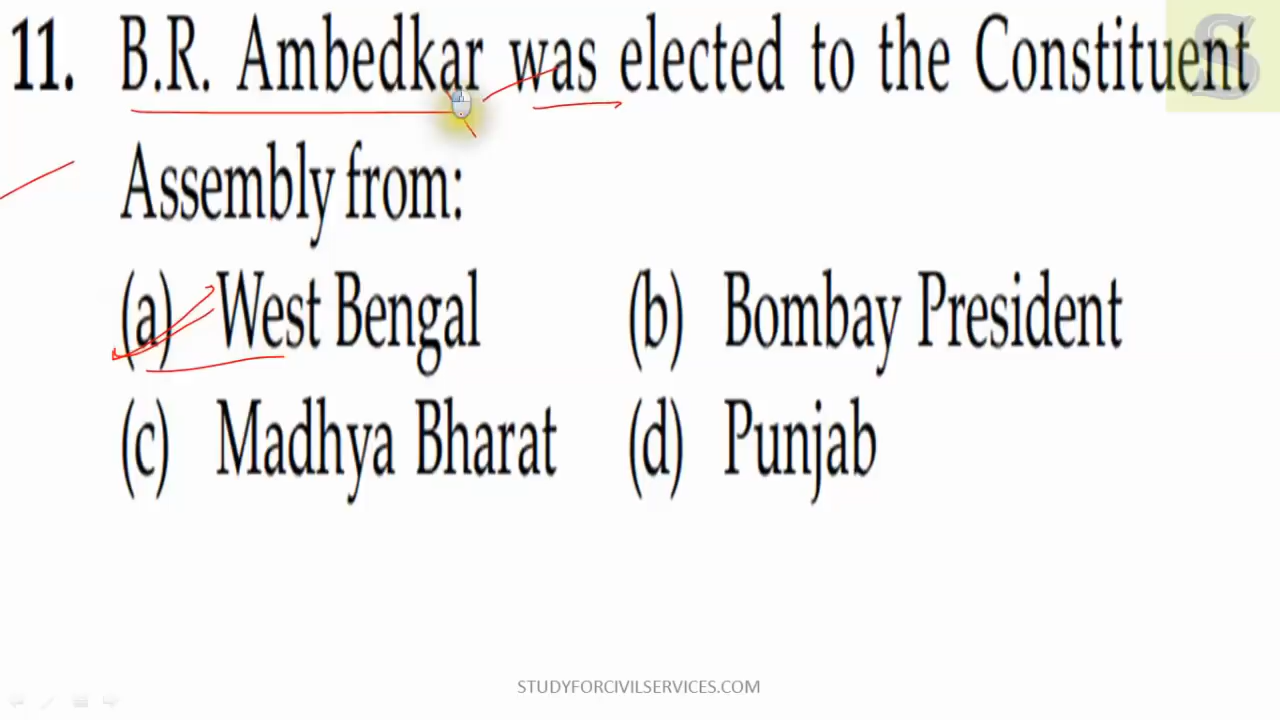 11. B.R. Ambedkar was elected to the Constituent
Assembly from:
(a) West Bengal (b) Bombay President
(c) Madhya Bharat (d) Punjab
STUDYFORCIVILSERVICES.COM